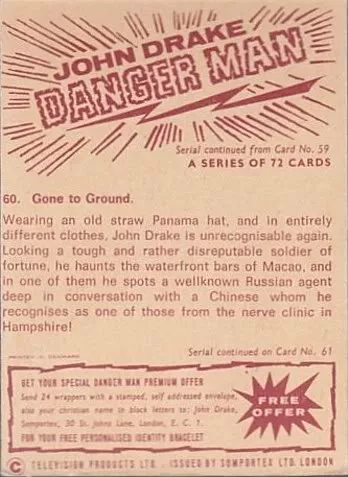 JOHN DRAKE
DANGER MAN
Serial continued from Card No. 59
A SERIES OF 72 CARDS
60. Gone to Ground.
Wearing an old straw Panama hat, and in entirely
different clothes, John Drake is unrecognisable again.
Looking a tough and rather disreputable soldier of
fortune, he haunts the waterfront bars of Macao, and
in one of them he spots a wellknown Russian agent
deep in conversation with a Chinese whom he
recognises as one of those from the nerve clinic in
Hampshire!
PRINTED IN DENMARK
Serial continued on Card No. 61
GET YOUR SPECIAL DANGER MAN PREMIUM OFFER
Send 24 wrappers with a stamped, self addressed envelope,
also your christian name in block letters to: John Drake,
Somportex, 30 St. Johns Lane, London, E. C. 1.
FOR YOUR FREE PERSONALISED IDENTITY BRACELET
FREE
OFFER
© TELEVISION PRODUCTS LTD. - ISSUED BY SOMPORTEX LTD. LONDON